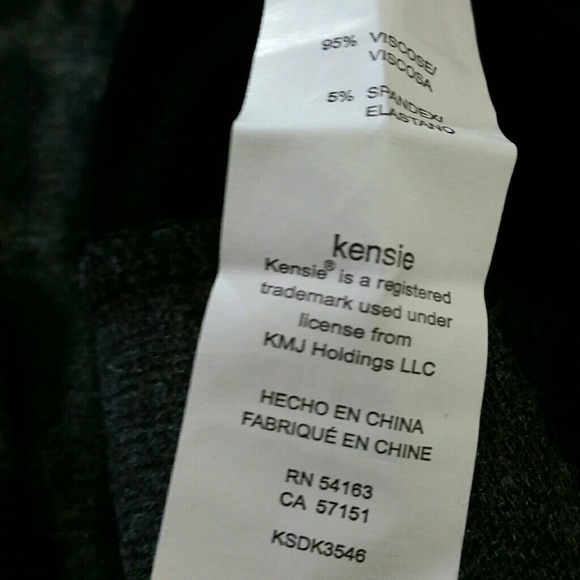 95% VISCOSE/
VISCOSA
5% SPANDEX/
ELASTANO
kensie
Kensie® is a registered
trademark used under
license from
KMJ Holdings LLC
HECHO EN CHINA
FABRIQUÉ EN CHINE
RN 54163
CA 57151
KSDK3546